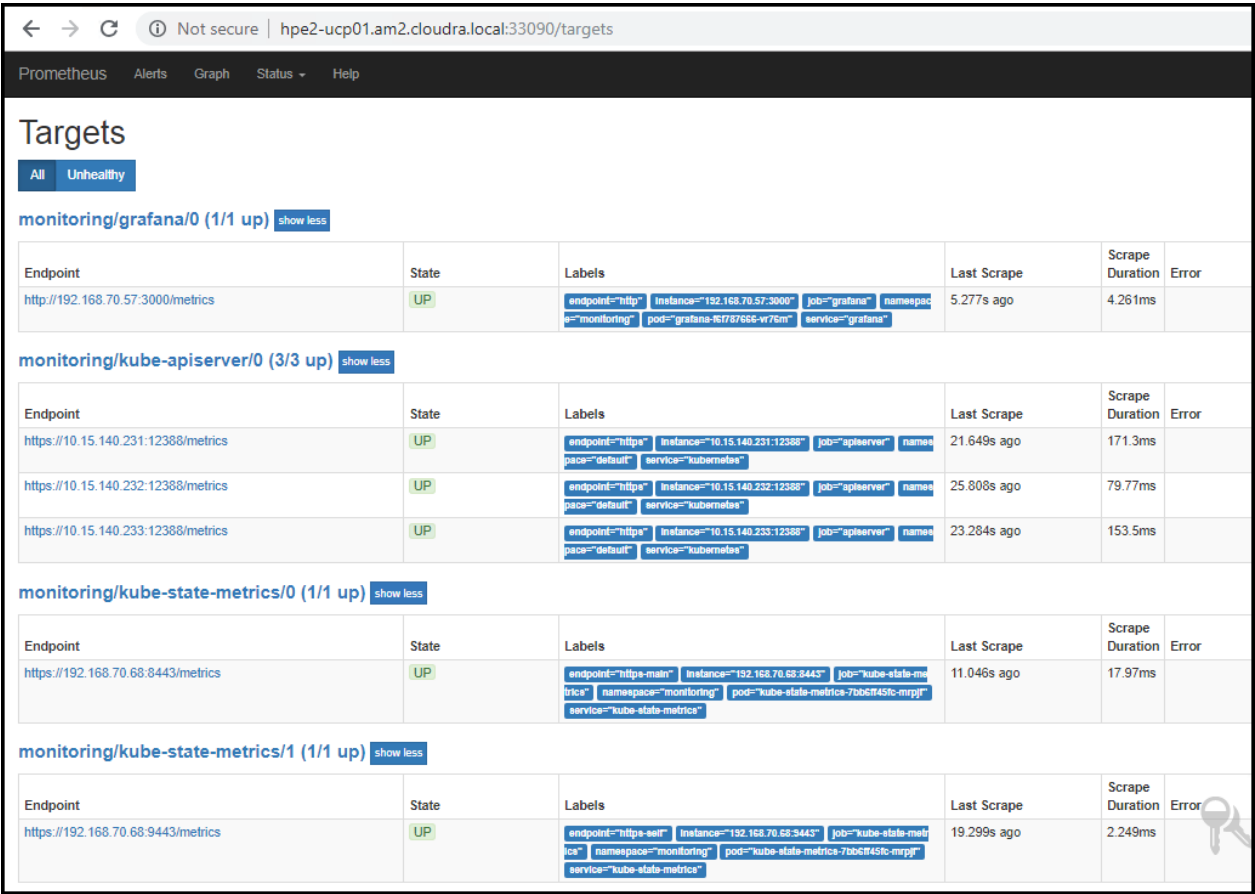 Not secure | hpe2-ucp01.am2.cloudra.local:33090/targets
Prometheus Alerts Graph Status Help
Targets
All Unhealthy
monitoring/grafana/0 (1/1 up) show less
Endpoint State Labels Last Scrape Scrape Duration Error
http://192.168.70.57:3000/metrics UP endpoint="http" instance="192.168.70.57:3000" job="grafana" namespac 5.277s ago 4.261ms
e="monitoring" pod="grafana-f6f787666-vr76m" service="grafana"
monitoring/kube-apiserver/0 (3/3 up) show less
Endpoint State Labels Last Scrape Scrape Duration Error
https://10.15.140.231:12388/metrics UP endpoint="https" instance="10.15.140.231:12388" job="apiserver" names 21.649s ago 171.3ms
pace="default" service="kubernetes"
https://10.15.140.232:12388/metrics UP endpoint="https" instance="10.15.140.232:12388" job="apiserver" names 25.808s ago 79.77ms
pace="default" service="kubernetes"
https://10.15.140.233:12388/metrics UP endpoint="https" instance="10.15.140.233:12388" job="apiserver" names 23.284s ago 153.5ms
pace="default" service="kubernetes"
monitoring/kube-state-metrics/0 (1/1 up) show less
Endpoint State Labels Last Scrape Scrape Duration Error
https://192.168.70.68:8443/metrics UP endpoint="https-main" instance="192.168.70.68:8443" job="kube-state-me 11.046s ago 17.97ms
trics" namespace="monitoring" pod="kube-state-metrics-7bb6ff45fc-mrpjf"
service="kube-state-metrics"
monitoring/kube-state-metrics/1 (1/1 up) show less
Endpoint State Labels Last Scrape Scrape Duration Error
https://192.168.70.68:9443/metrics UP endpoint="https-self" instance="192.168.70.68:9443" job="kube-state-metr 19.299s ago 2.249ms
ics" namespace="monitoring" pod="kube-state-metrics-7bb6ff45fc-mrpjf"
service="kube-state-metrics"